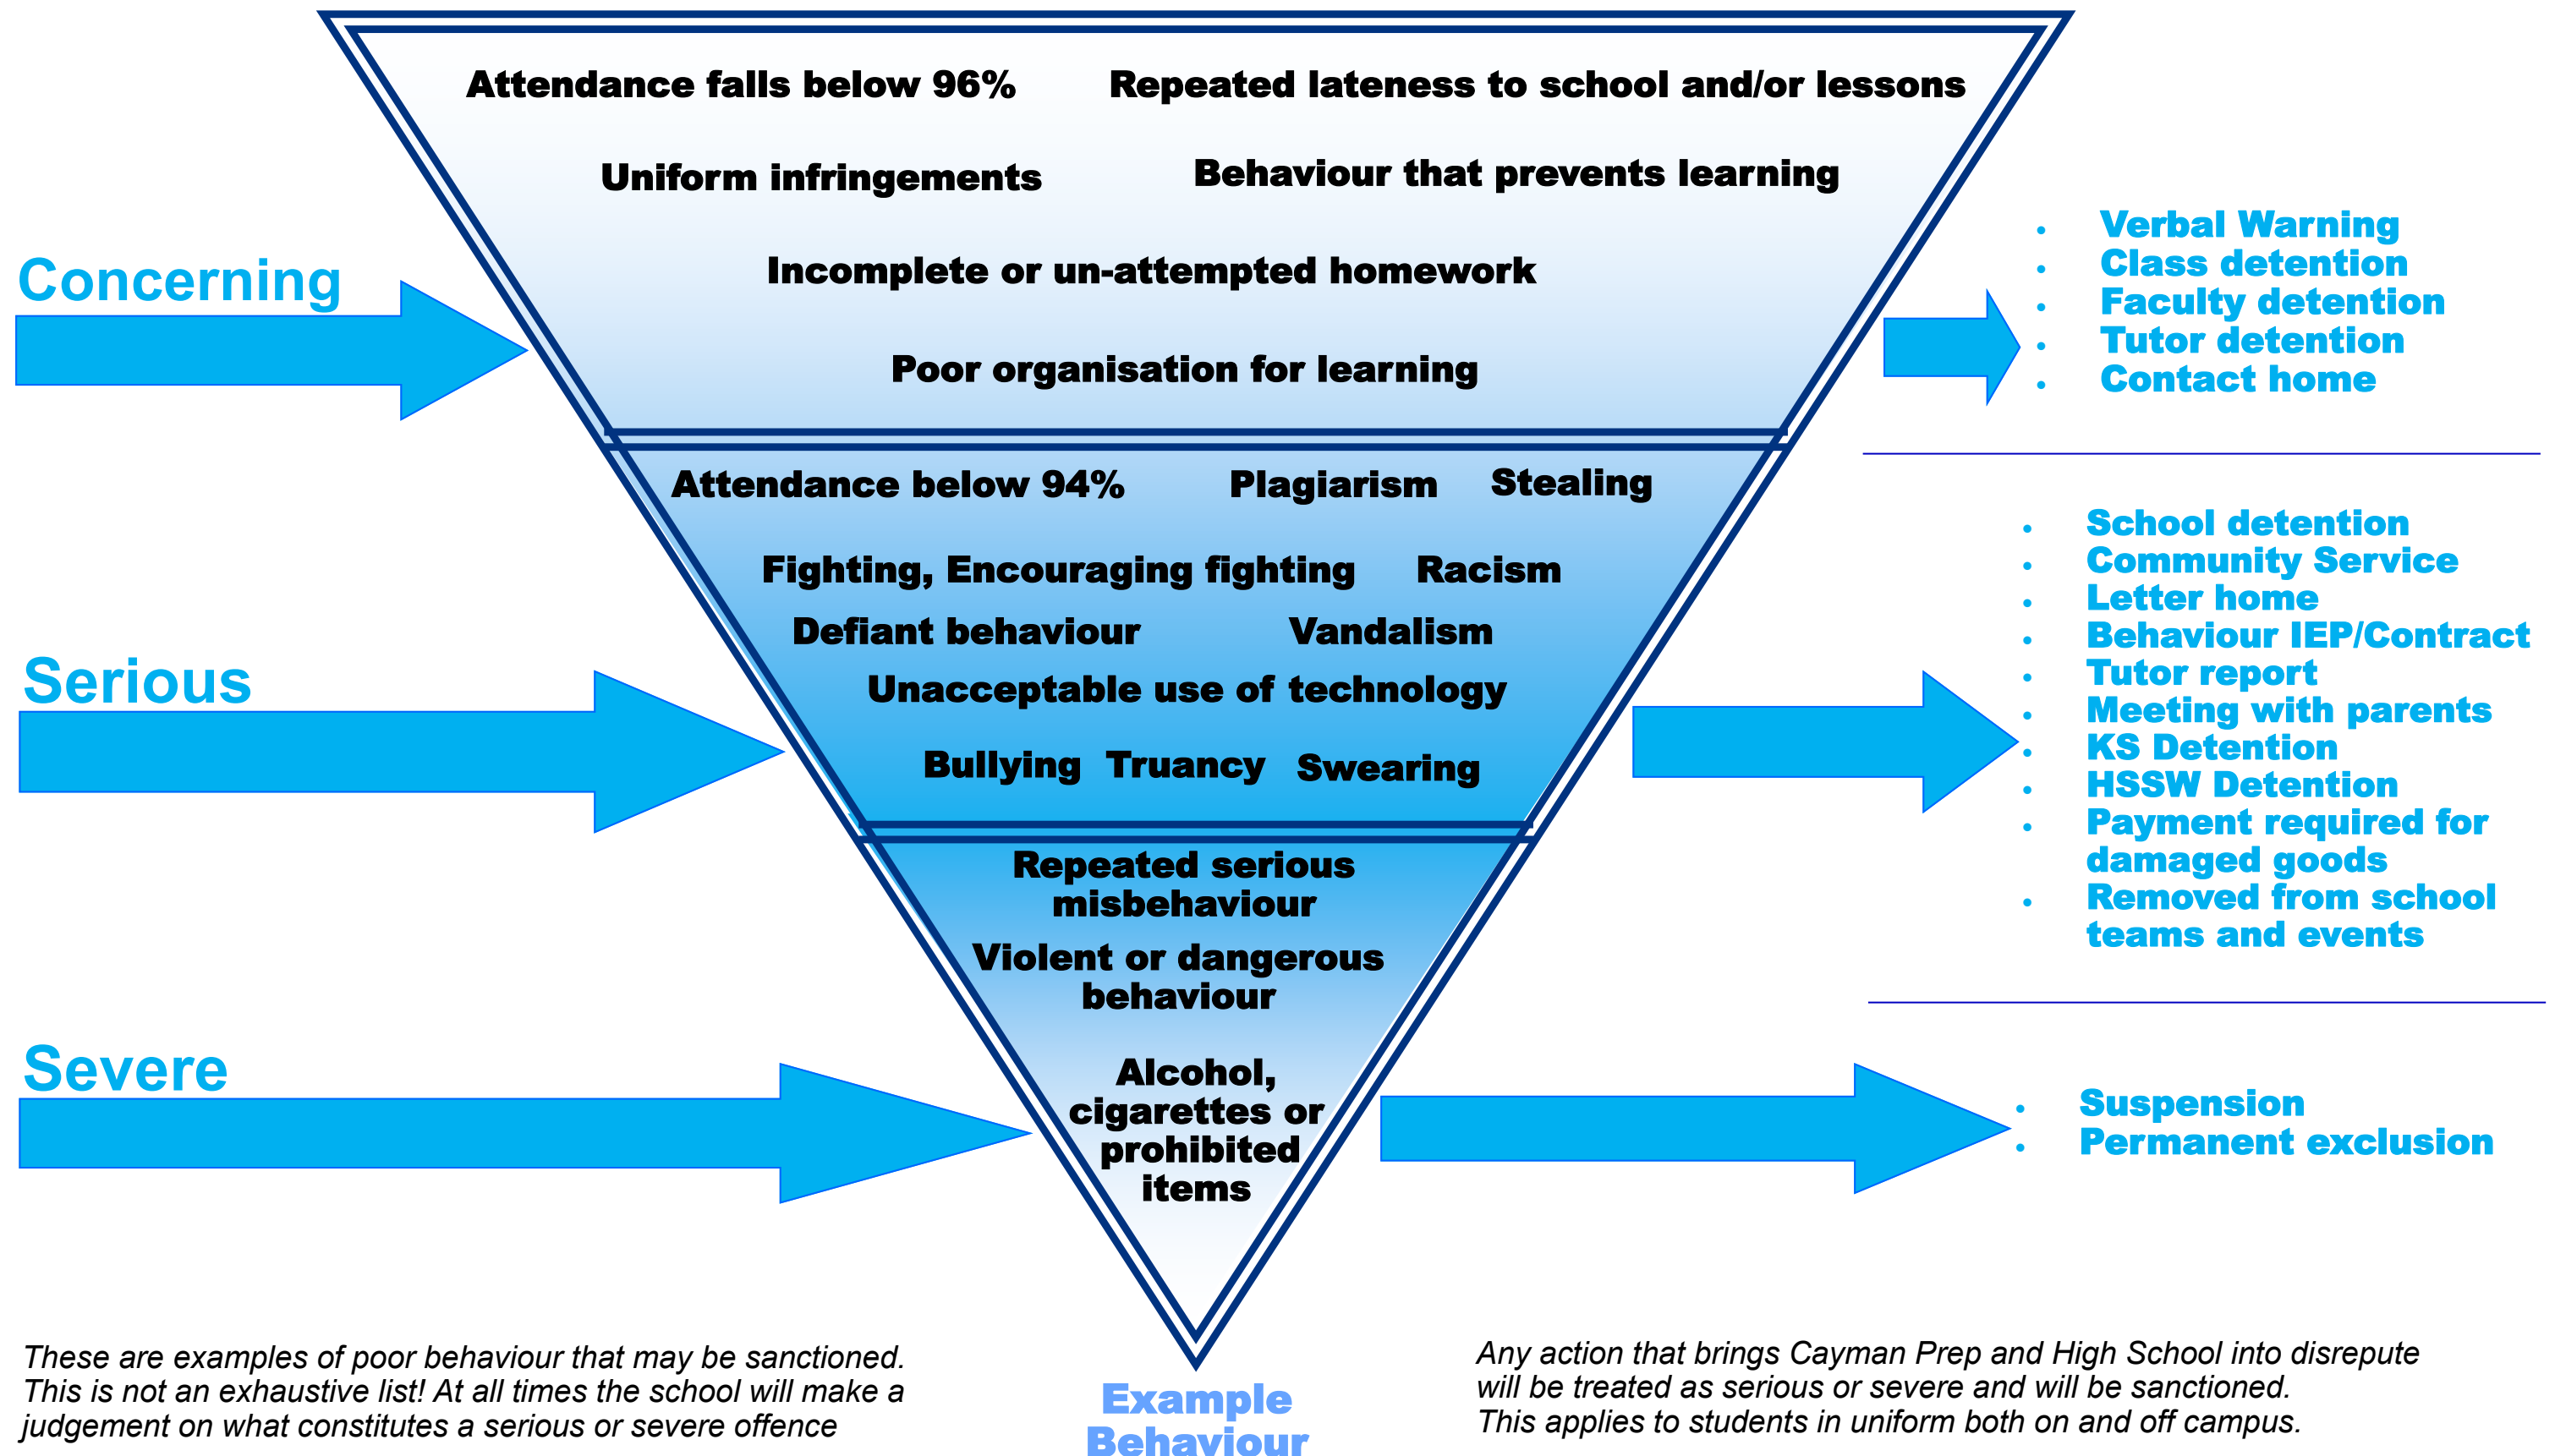 Attendance falls below 96% Repeated lateness to school and/or lessons
Uniform infringements Behaviour that prevents learning
Incomplete or un-attempted homework
Poor organisation for learning
Concerning
Verbal Warning
Class detention
Faculty detention
Tutor detention
Contact home
Attendance below 94% Plagiarism Stealing
Fighting, Encouraging fighting Racism
Defiant behaviour Vandalism
Unacceptable use of technology
Bullying Truancy Swearing
Serious
School detention
Community Service
Letter home
Behaviour IEP/Contract
Tutor report
Meeting with parents
KS Detention
HSSW Detention
Payment required for
damaged goods
Removed from school
teams and events
Repeated serious
misbehaviour
Violent or dangerous
behaviour
Alcohol,
cigarettes or
prohibited
items
Severe
Suspension
Permanent exclusion
These are examples of poor behaviour that may be sanctioned.
This is not an exhaustive list! At all times the school will make a
judgement on what constitutes a serious or severe offence
Example
Behaviour
Any action that brings Cayman Prep and High School into disrepute
will be treated as serious or severe and will be sanctioned.
This applies to students in uniform both on and off campus.